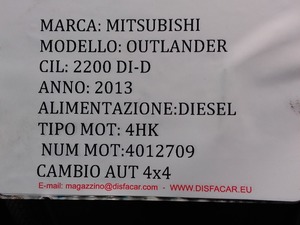 MARCA: MITSUBISHI
MODELLO: OUTLANDER
CIL: 2200 DI-D
ANNO: 2013
ALIMENTAZIONE:DIESEL
TIPO MOT: 4HK
NUM MOT:4012709
CAMBIO AUT 4x4
E-mail: magazzino@disfacar.com - WWW.DISFACAR.EU